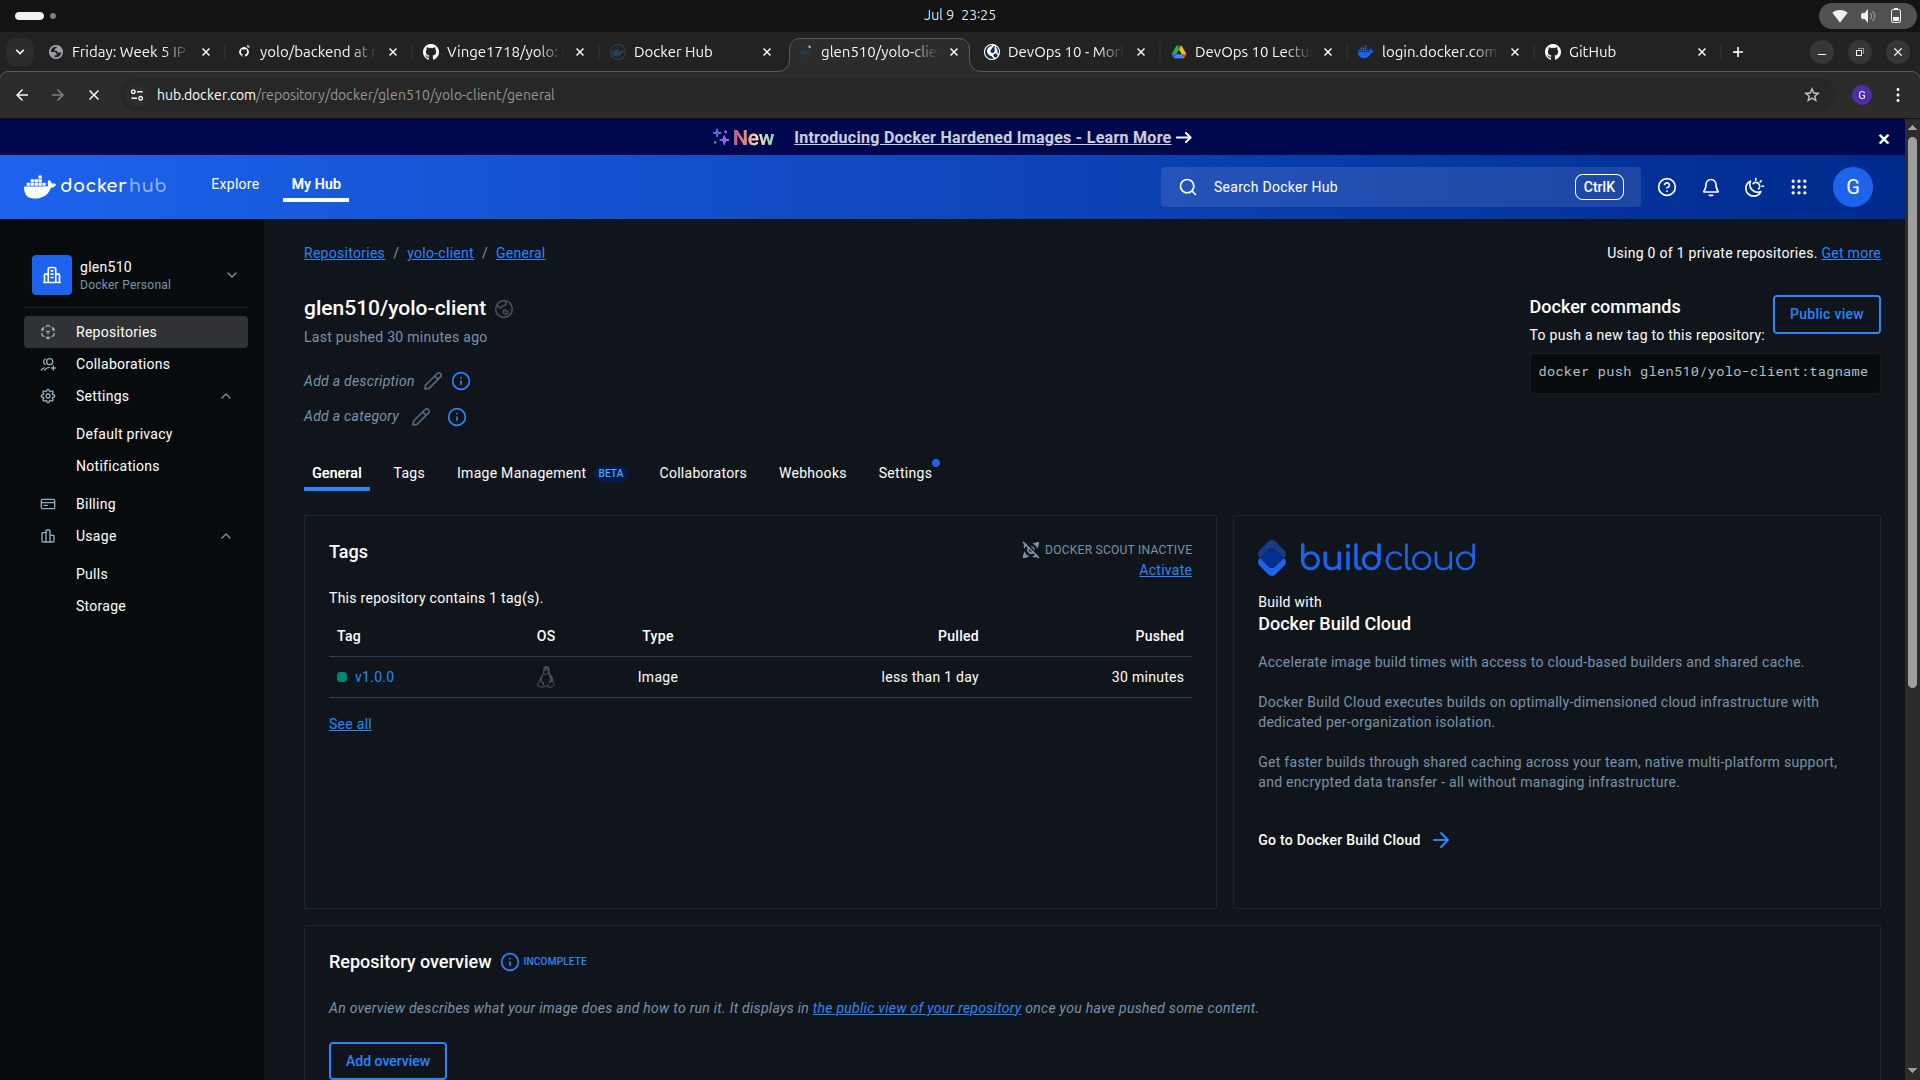 Jul 9 23:25
Friday: Week 5 IP
yolo/backend at
Vinge1718/yolo:
Docker Hub
glen510/yolo-clie
DevOps 10 - Mori
DevOps 10 Lectu
login.docker.com
GitHub
hub.docker.com/repository/docker/glen510/yolo-client/general
G
New Introducing Docker Hardened Images - Learn More
dockerhub
Explore
My Hub
Search Docker Hub
CtrlK
G
glen510
Docker Personal
Repositories
Collaborations
Settings
Default privacy
Notifications
Billing
Usage
Pulls
Storage
Repositories / yolo-client / General
Using 0 of 1 private repositories. Get more
glen510/yolo-client
Last pushed 30 minutes ago
Add a description
Add a category
Docker commands
Public view
To push a new tag to this repository:
docker push glen510/yolo-client:tagname
General
Tags
Image Management BETA
Collaborators
Webhooks
Settings
Tags
DOCKER SCOUT INACTIVE
Activate
This repository contains 1 tag(s).
Tag OS Type Pulled Pushed
v1.0.0 Image less than 1 day 30 minutes
See all
buildcloud
Build with
Docker Build Cloud
Accelerate image build times with access to cloud-based builders and shared cache.
Docker Build Cloud executes builds on optimally-dimensioned cloud infrastructure with
dedicated per-organization isolation.
Get faster builds through shared caching across your team, native multi-platform support,
and encrypted data transfer - all without managing infrastructure.
Go to Docker Build Cloud
Repository overview INCOMPLETE
An overview describes what your image does and how to run it. It displays in the public view of your repository once you have pushed some content.
Add overview